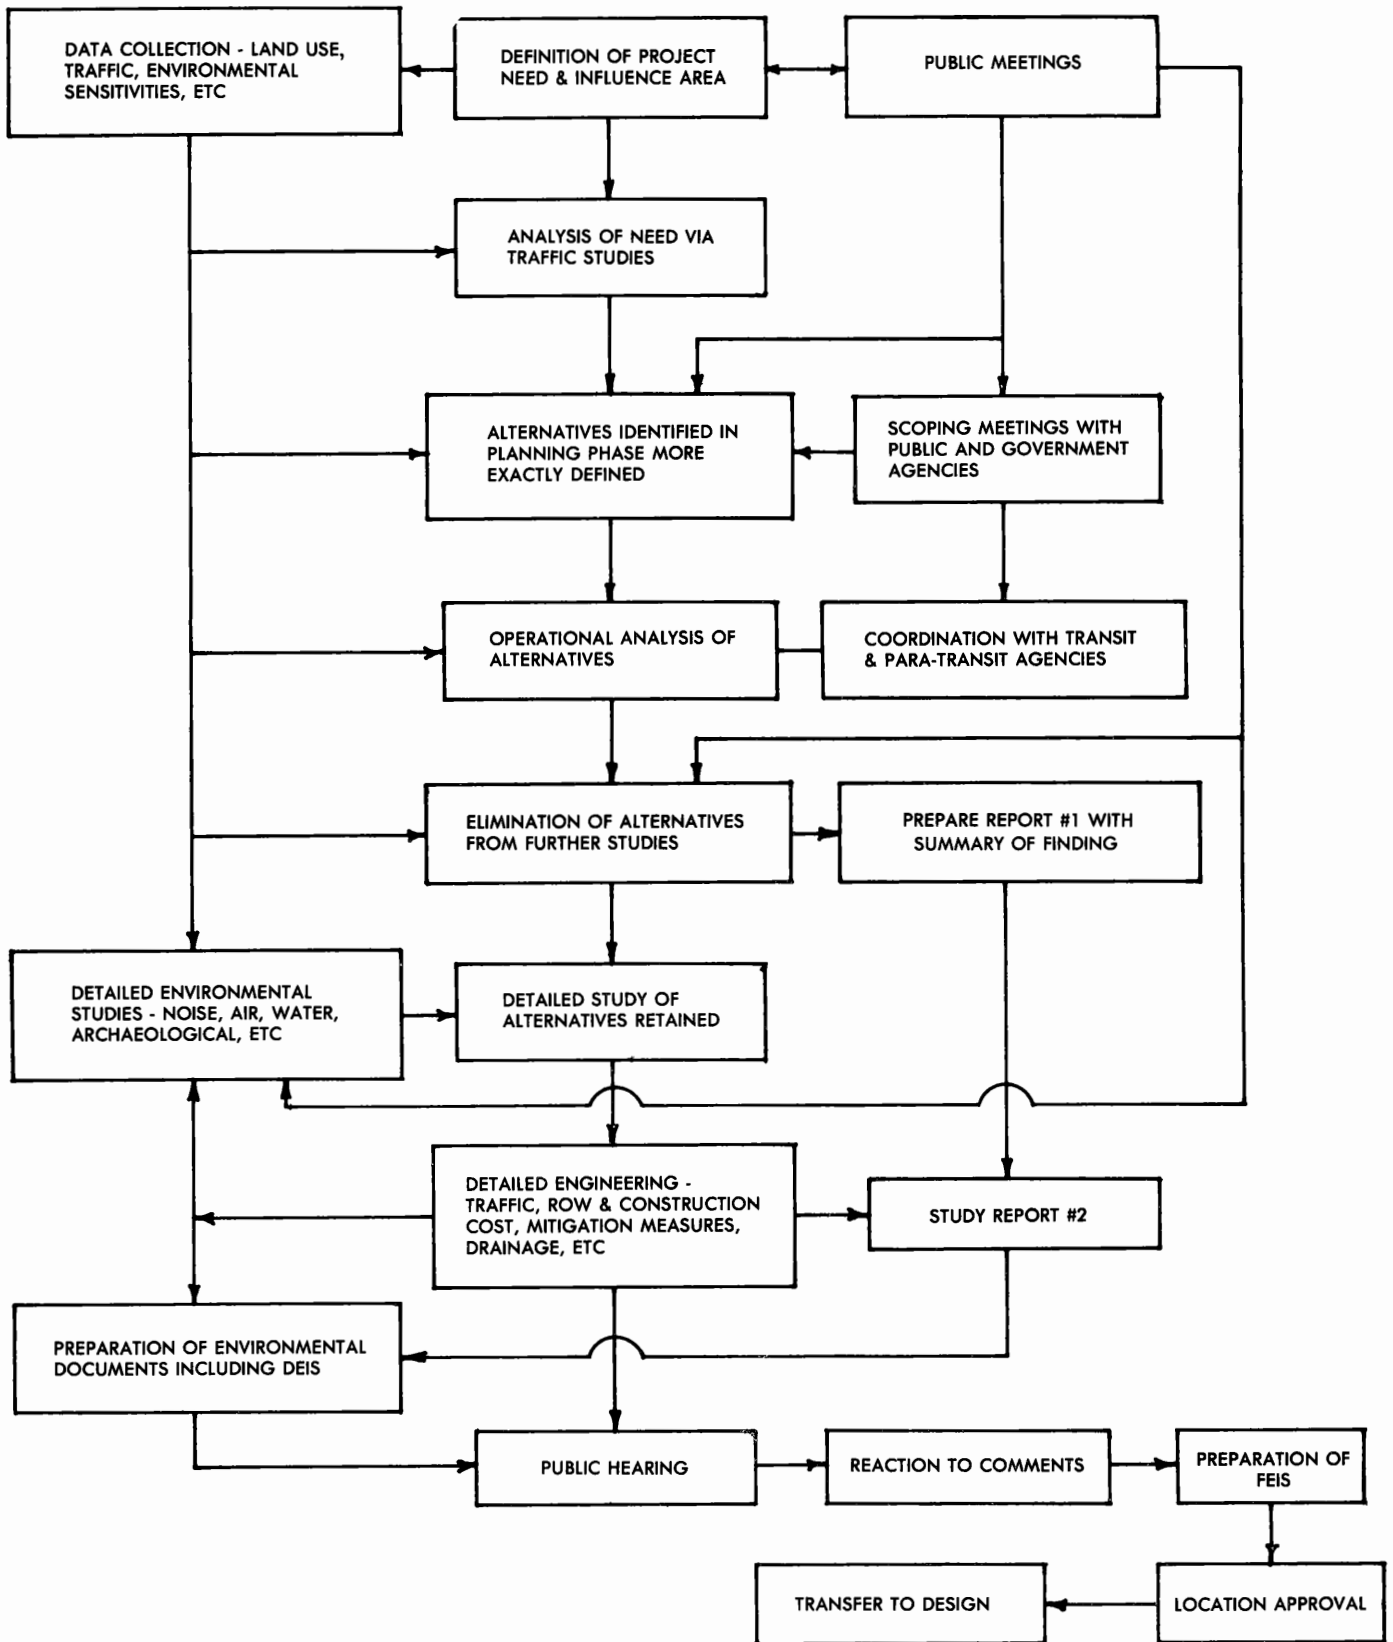 DATA COLLECTION - LAND USE,
TRAFFIC, ENVIRONMENTAL
SENSITIVITIES, ETC
DEFINITION OF PROJECT
NEED & INFLUENCE AREA
PUBLIC MEETINGS
ANALYSIS OF NEED VIA
TRAFFIC STUDIES
ALTERNATIVES IDENTIFIED IN
PLANNING PHASE MORE
EXACTLY DEFINED
SCOPING MEETINGS WITH
PUBLIC AND GOVERNMENT
AGENCIES
OPERATIONAL ANALYSIS OF
ALTERNATIVES
COORDINATION WITH TRANSIT
& PARA-TRANSIT AGENCIES
ELIMINATION OF ALTERNATIVES
FROM FURTHER STUDIES
PREPARE REPORT #1 WITH
SUMMARY OF FINDING
DETAILED ENVIRONMENTAL
STUDIES - NOISE, AIR, WATER,
ARCHAEOLOGICAL, ETC
DETAILED STUDY OF
ALTERNATIVES RETAINED
DETAILED ENGINEERING -
TRAFFIC, ROW & CONSTRUCTION
COST, MITIGATION MEASURES,
DRAINAGE, ETC
STUDY REPORT #2
PREPARATION OF ENVIRONMENTAL
DOCUMENTS INCLUDING DEIS
PUBLIC HEARING
REACTION TO COMMENTS
PREPARATION OF
FEIS
TRANSFER TO DESIGN
LOCATION APPROVAL